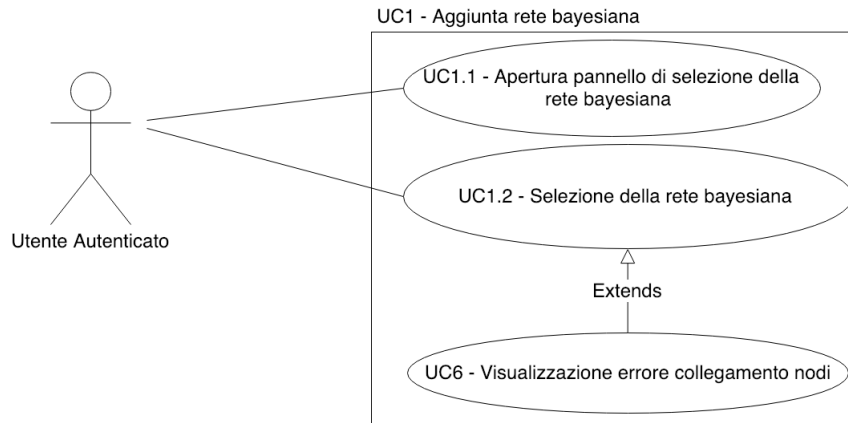 UC1 - Aggiunta rete bayesiana
UC1.1 - Apertura pannello di selezione della
rete bayesiana
UC1.2 - Selezione della rete bayesiana
Utente Autenticato
Extends
UC6 - Visualizzazione errore collegamento nodi